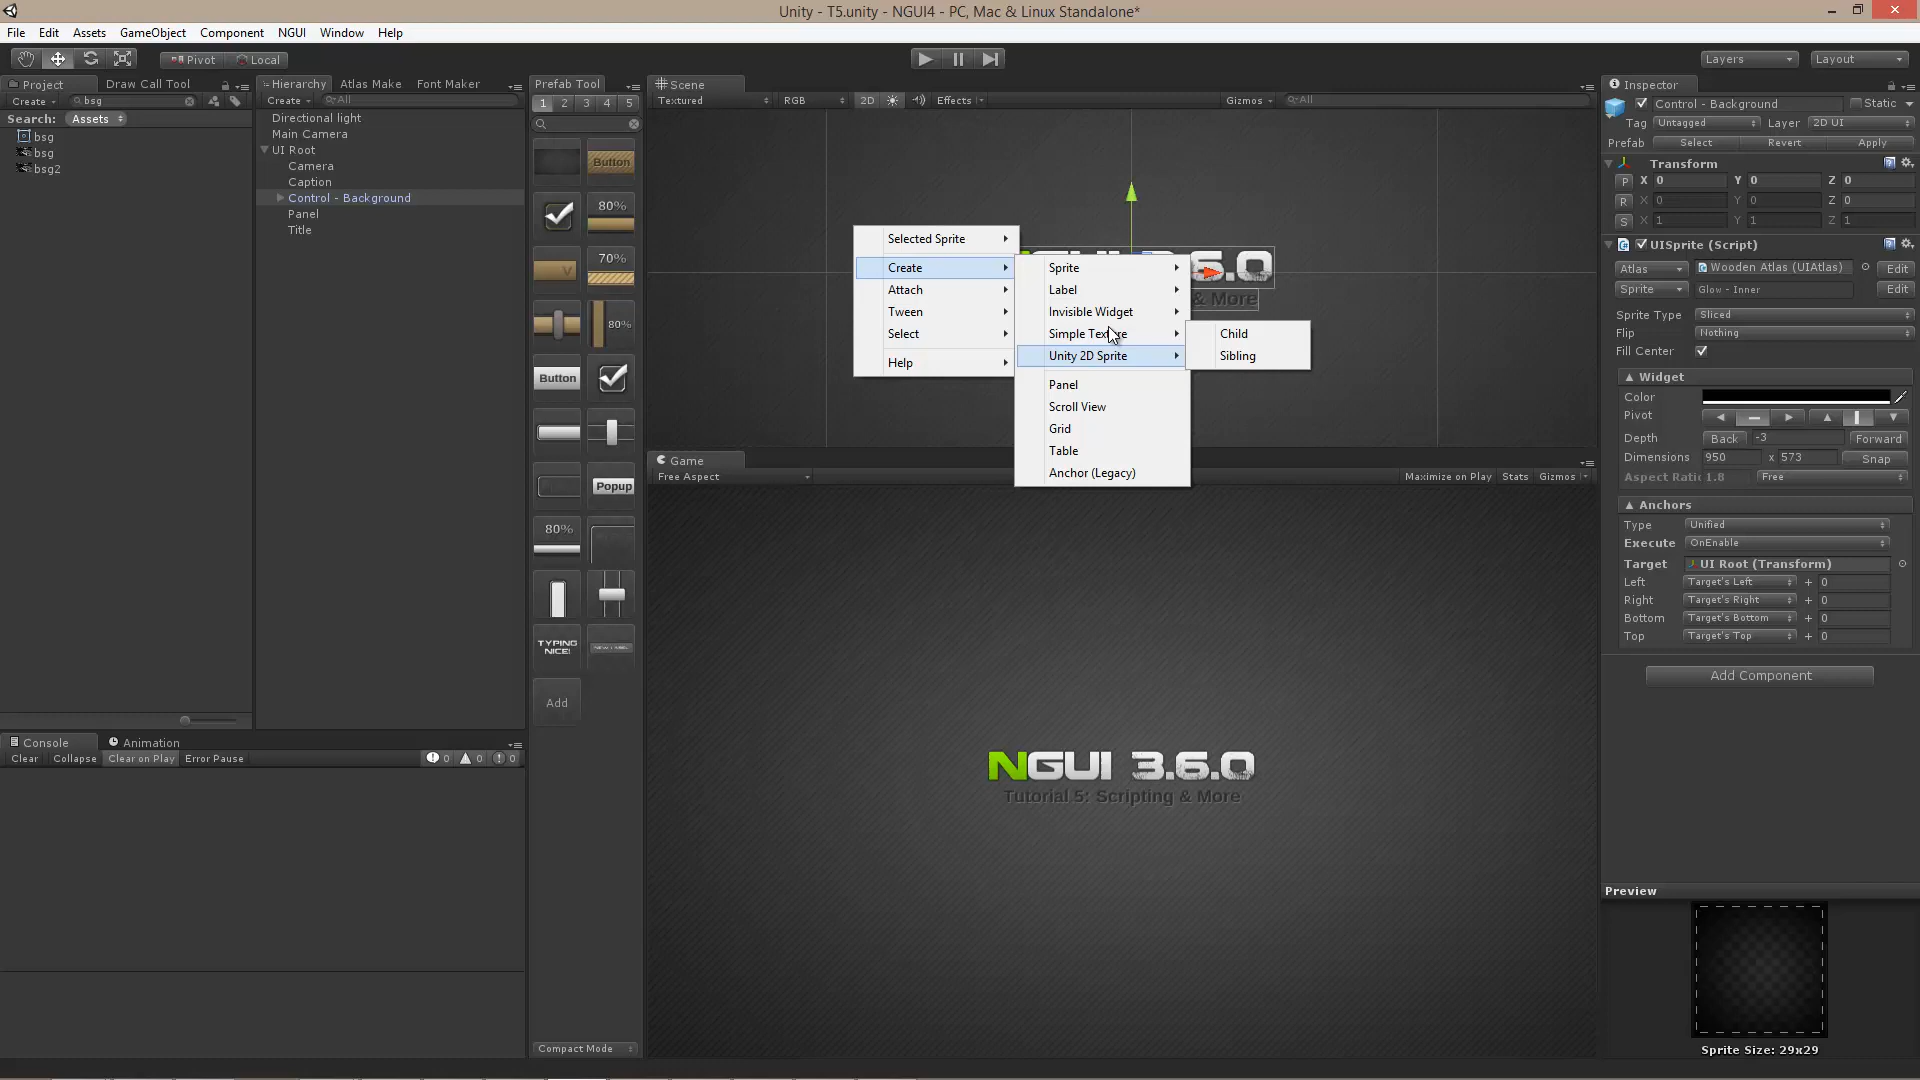 Unity - T5.unity - NGUI4 - PC, Mac & Linux Standalone*
File Edit Assets GameObject Component NGUI Window Help
Pivot Local
Layers Layout
Project Draw Call Tool
Create bsg
Search: Assets
bsg
bsg
bsg2
Hierarchy Atlas Make Font Maker
Create All
Directional light
Main Camera
UI Root
Camera
Caption
Control - Background
Panel
Title
Prefab Tool
1 2 3 4 5
Button
80%
V 70%
80%
Button
Popup
80%
TYPING NICE!
Add
Compact Mode
Scene
Textured RGB 2D Effects Gizmos All
Selected Sprite
Create
Attach
Tween
Select
Help
Sprite
Label
Invisible Widget
Simple Texture
Unity 2D Sprite
Panel
Scroll View
Grid
Table
Anchor (Legacy)
Child
Sibling
6.0
& More
Game
Free Aspect Maximize on Play Stats Gizmos
NGUI 3.6.0
Tutorial 5: Scripting & More
Console Animation
Clear Collapse Clear on Play Error Pause 0 0 0
Inspector
Control - Background Static
Tag Untagged Layer 2D UI
Prefab Select Revert Apply
Transform
P X 0 Y 0 Z 0
R X 0 Y 0 Z 0
S X 1 Y 1 Z 1
UISprite (Script)
Atlas Wooden Atlas (UIAtlas) Edit
Sprite Glow - Inner Edit
Sprite Type Sliced
Flip Nothing
Fill Center
Widget
Color
Pivot
Depth Back -3 Forward
Dimensions 950 x 573 Snap
Aspect Ratio 1.8 Free
Anchors
Type Unified
Execute OnEnable
Target UI Root (Transform)
Left Target's Left + 0
Right Target's Right + 0
Bottom Target's Bottom + 0
Top Target's Top + 0
Add Component
Preview
Sprite Size: 29x29